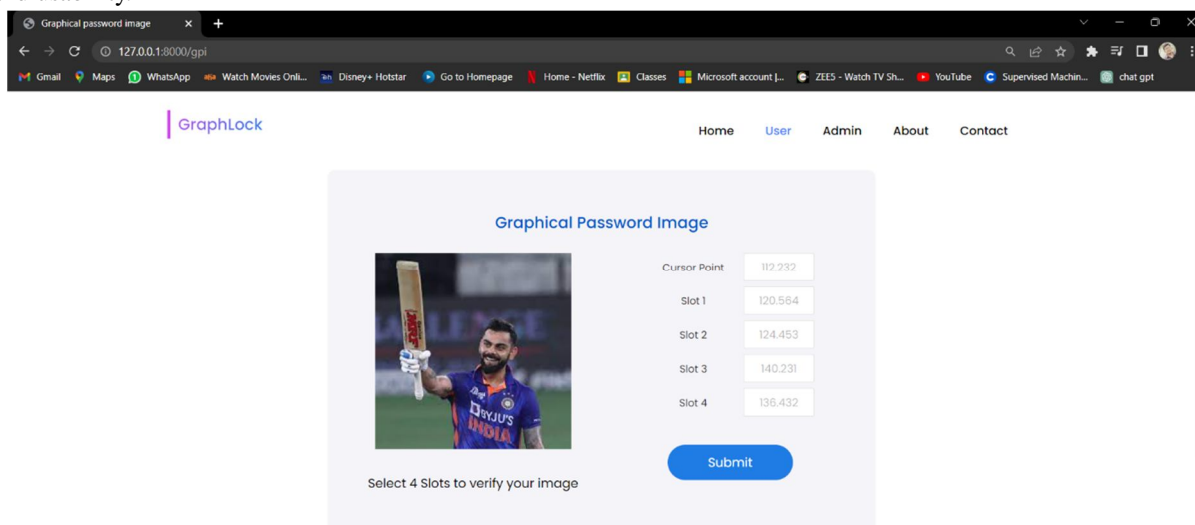 Graphical password image
127.0.0.1:8000/gpi
Gmail Maps WhatsApp Watch Movies Onli... Disney+ Hotstar Go to Homepage Home - Netflix Classes Microsoft account |... ZEE5 - Watch TV Sh... YouTube Supervised Machin... chat gpt
GraphLock
Home User Admin About Contact
Graphical Password Image
Cursor Point 112.232
Slot 1 120.564
Slot 2 124.453
Slot 3 140.231
Slot 4 136.432
MRF
BYJU'S
INDIA
Submit
Select 4 Slots to verify your image